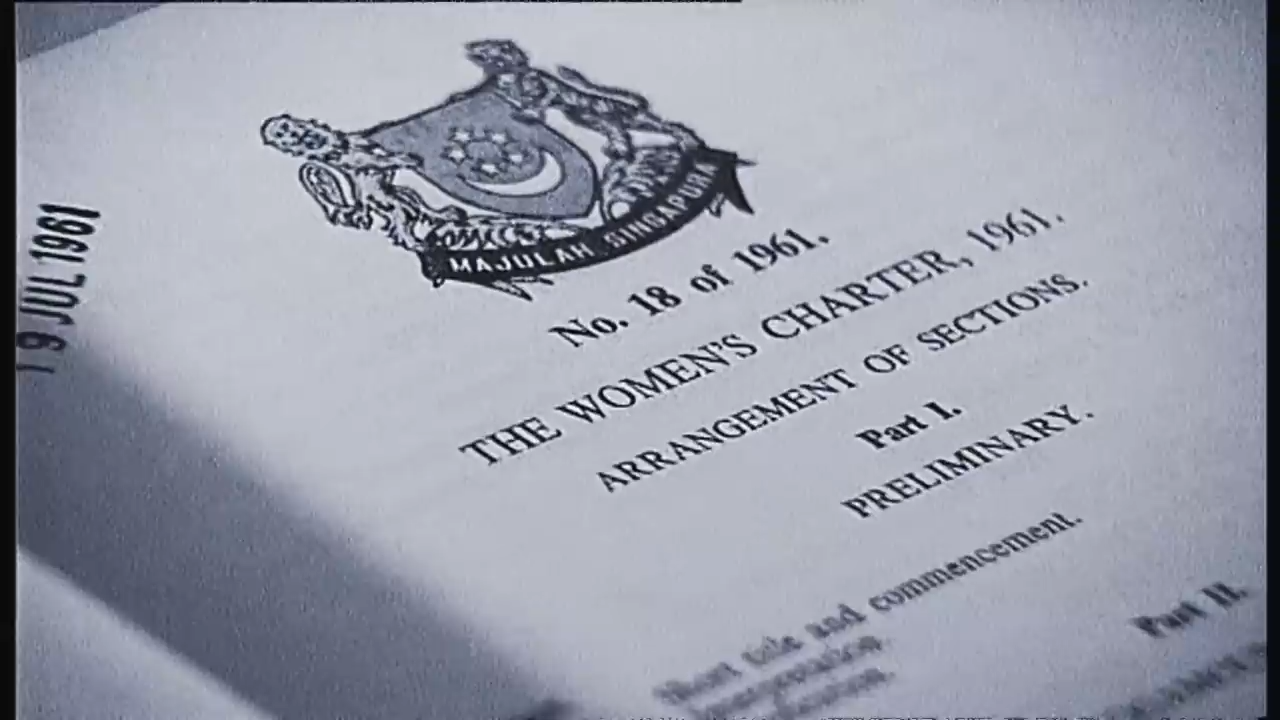 MAJULAH SINGAPURA
19 JUL 1961
No. 18 of 1961.
THE WOMEN'S CHARTER, 1961.
ARRANGEMENT OF SECTIONS.
Part I.
PRELIMINARY.
Short title and commencement.
Interpretation.
Part II.